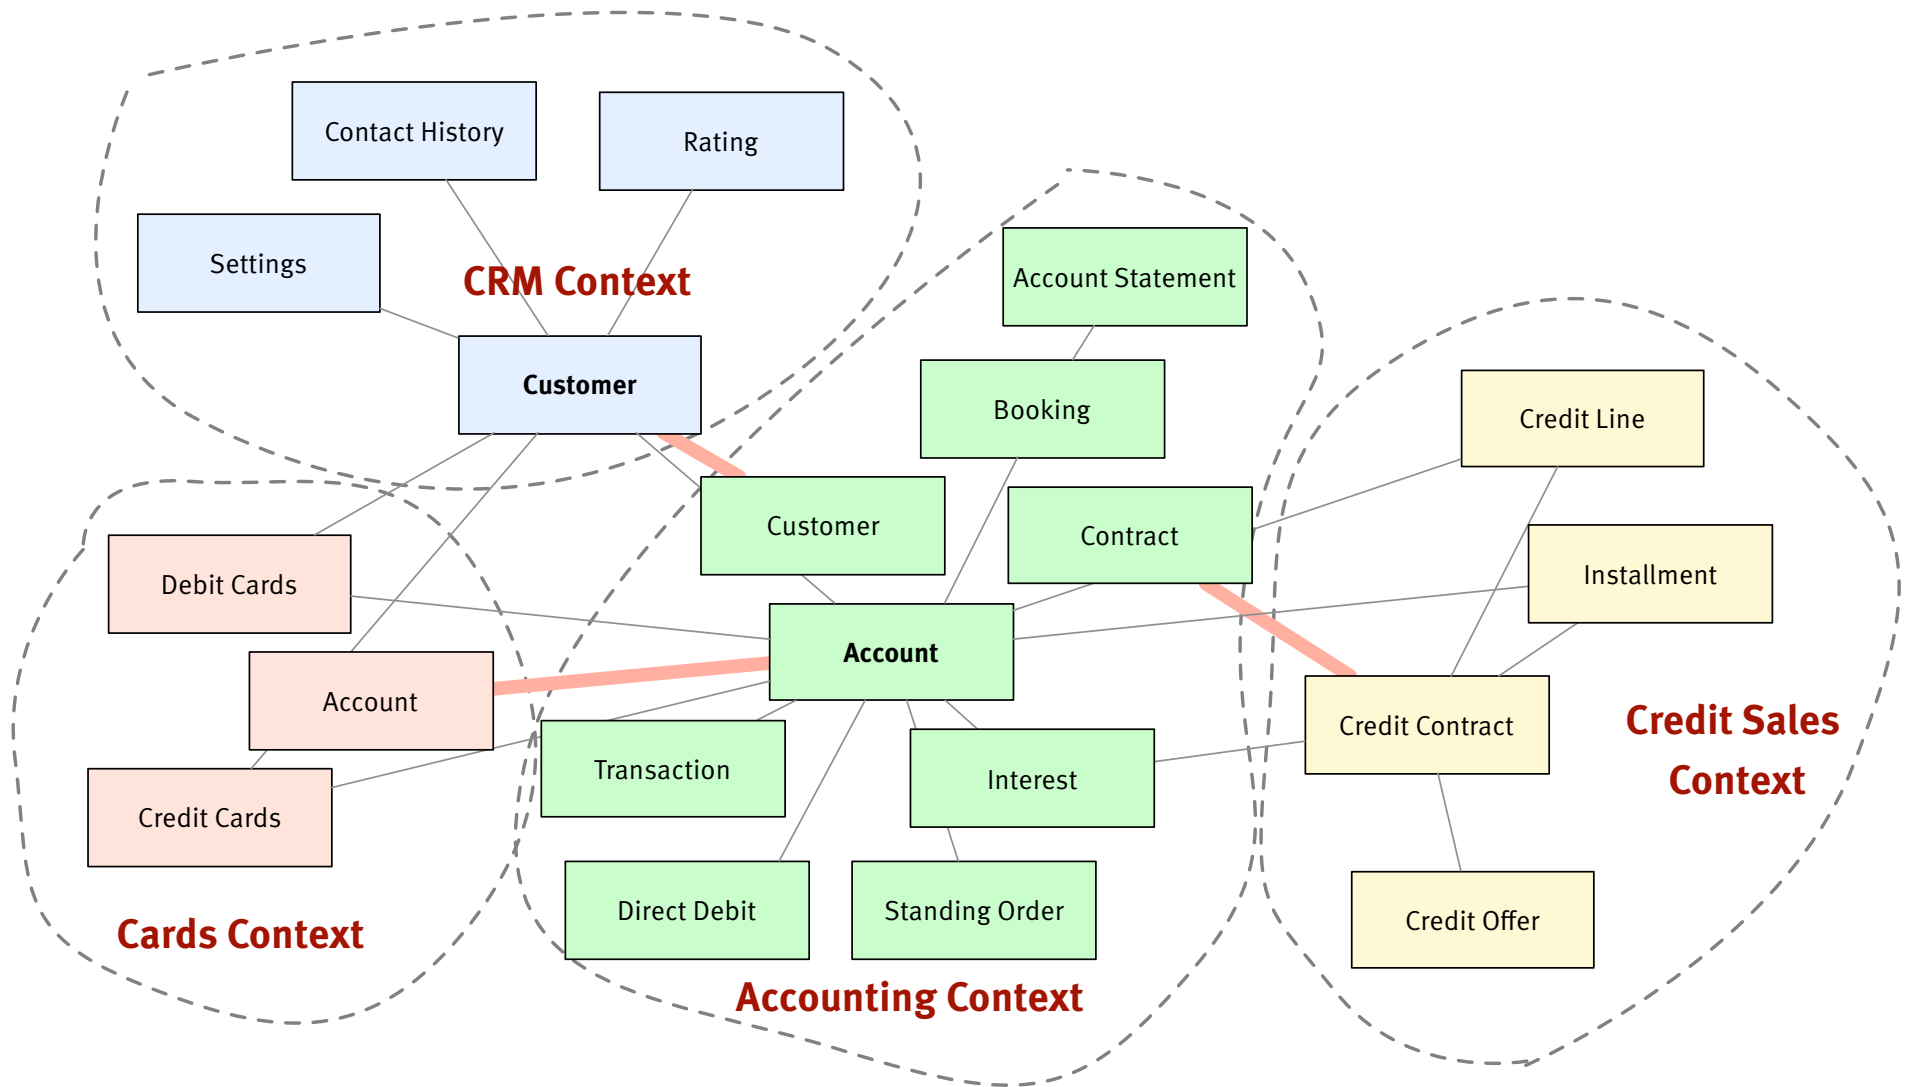 Contact History
Rating
Settings
CRM Context
Customer
Account Statement
Booking
Credit Line
Customer
Contract
Debit Cards
Installment
Account
Account
Credit Sales
Context
Credit Contract
Transaction
Interest
Credit Cards
Direct Debit
Standing Order
Credit Offer
Cards Context
Accounting Context